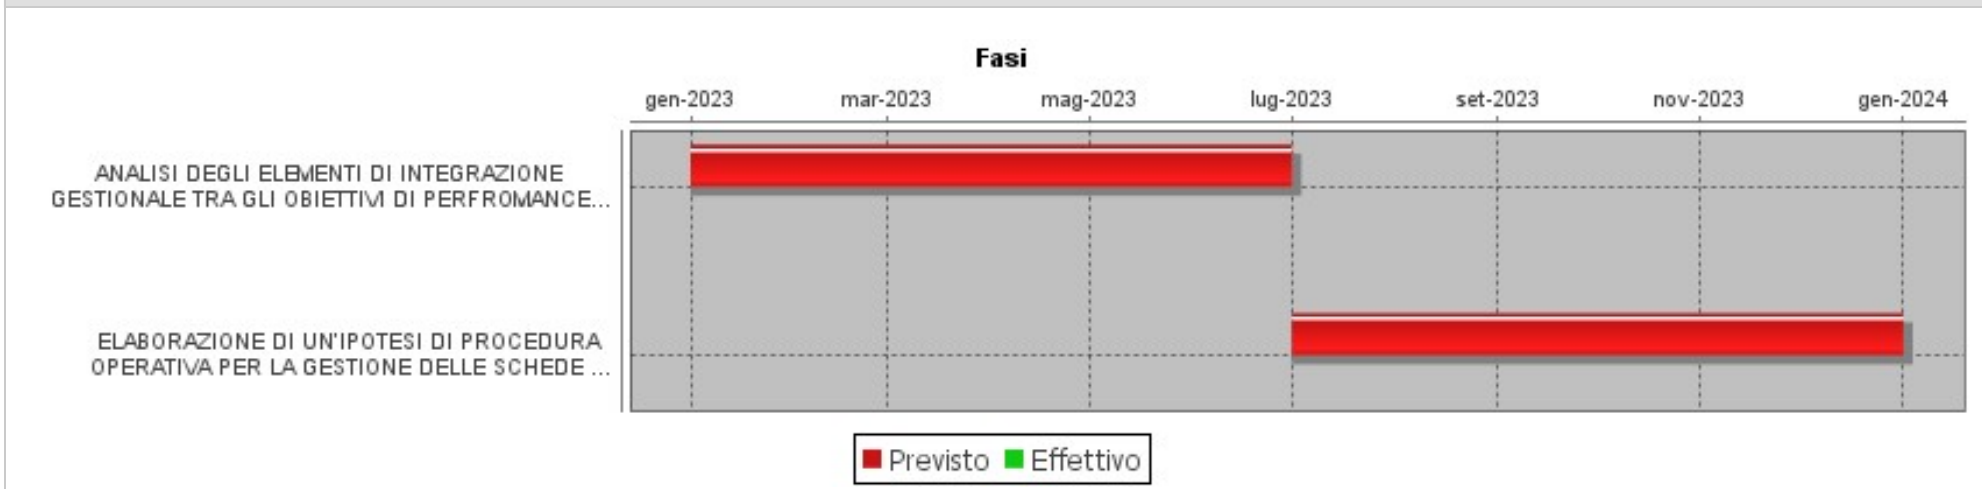 Fasi
gen-2023 mar-2023 mag-2023 lug-2023 set-2023 nov-2023 gen-2024
ANALISI DEGLI ELEMENTI DI INTEGRAZIONE
GESTIONALE TRA GLI OBIETTIVI DI PERFROMANCE...
ELABORAZIONE DI UN'IPOTESI DI PROCEDURA
OPERATIVA PER LA GESTIONE DELLE SCHEDE ...
Previsto Effettivo